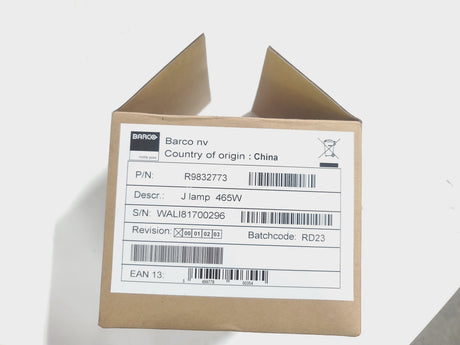 BARCO
Barco nv
Country of origin : China
P/N: R9832773
Descr.: J lamp 465W
S/N: WALI81700296
Revision: 00 01 02 03 Batchcode: RD23
EAN 13: